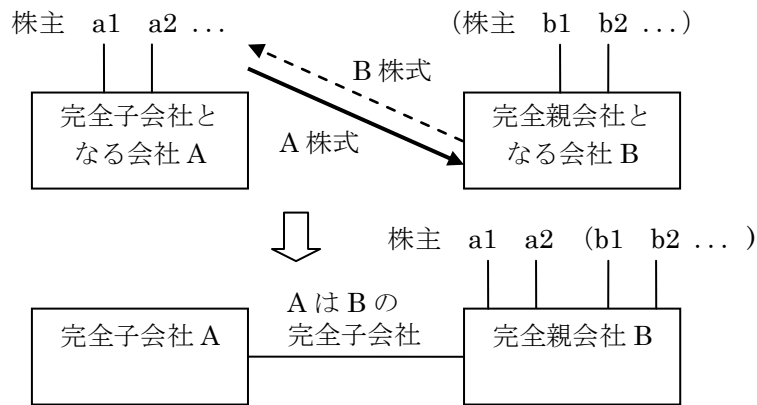 株主 a1 a2 …
(株主 b1 b2 …)
B 株式
完全子会社と
なる会社 A
A 株式
完全親会社と
なる会社 B
株主 a1 a2 (b1 b2 … )
完全子会社 A
A は B の
完全子会社
完全親会社 B